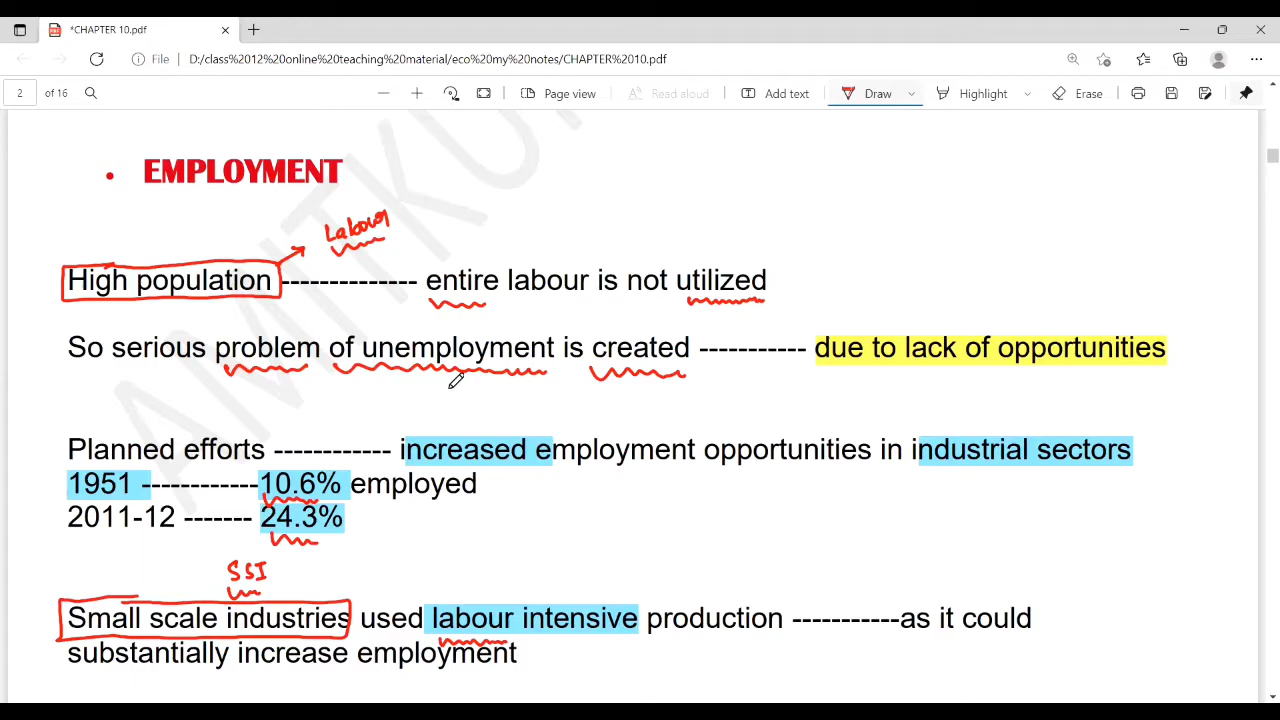 *CHAPTER 10.pdf
File D:/class%2012%20online%20teaching%20material/eco%20my%20notes/CHAPTER%2010.pdf
2 of 16 Page view Read aloud Add text Draw Highlight Erase
AMITKU
• EMPLOYMENT
Labour
High population -------------- entire labour is not utilized
So serious problem of unemployment is created ----------- due to lack of opportunities
Planned efforts ------------ increased employment opportunities in industrial sectors
1951 ------------10.6% employed
2011-12 ------- 24.3%
SSI
Small scale industries used labour intensive production -----------as it could
substantially increase employment